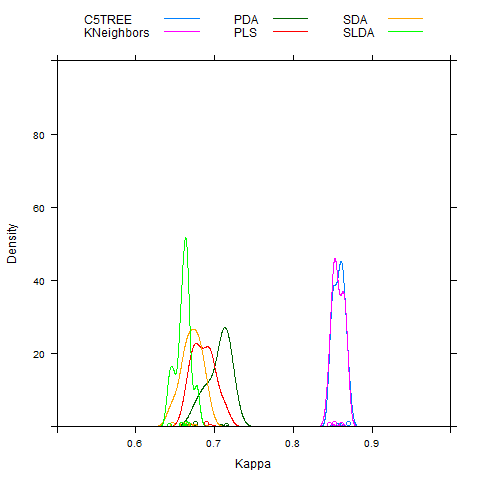 C5TREE PDA SDA
KNeighbors PLS SLDA
80
60
40
20
Density
0.6 0.7 0.8 0.9
Kappa